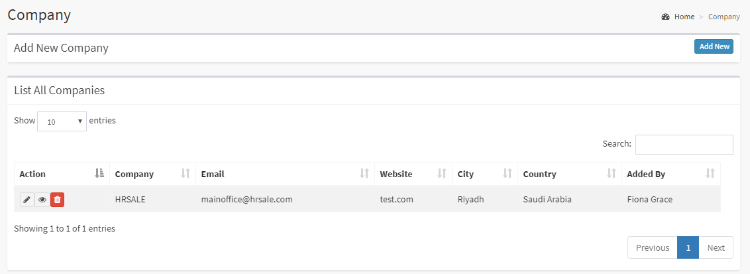 Company
Home > Company
Add New Company
Add New
List All Companies
Show 10 entries
Search:
Action Company Email Website City Country Added By
HRSALE mainoffice@hrsale.com test.com Riyadh Saudi Arabia Fiona Grace
Showing 1 to 1 of 1 entries
Previous 1 Next